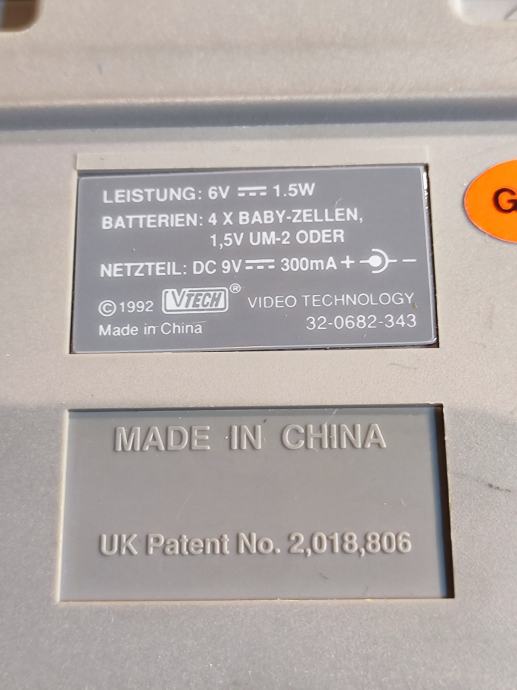 LEISTUNG: 6V ⎓ 1.5W
BATTERIEN: 4 X BABY-ZELLEN,
1,5V UM-2 ODER
NETZTEIL: DC 9V ⎓ 300mA + –
© 1992 VTECH ® VIDEO TECHNOLOGY
Made in China 32-0682-343
G
MADE IN CHINA
UK Patent No. 2,018,806